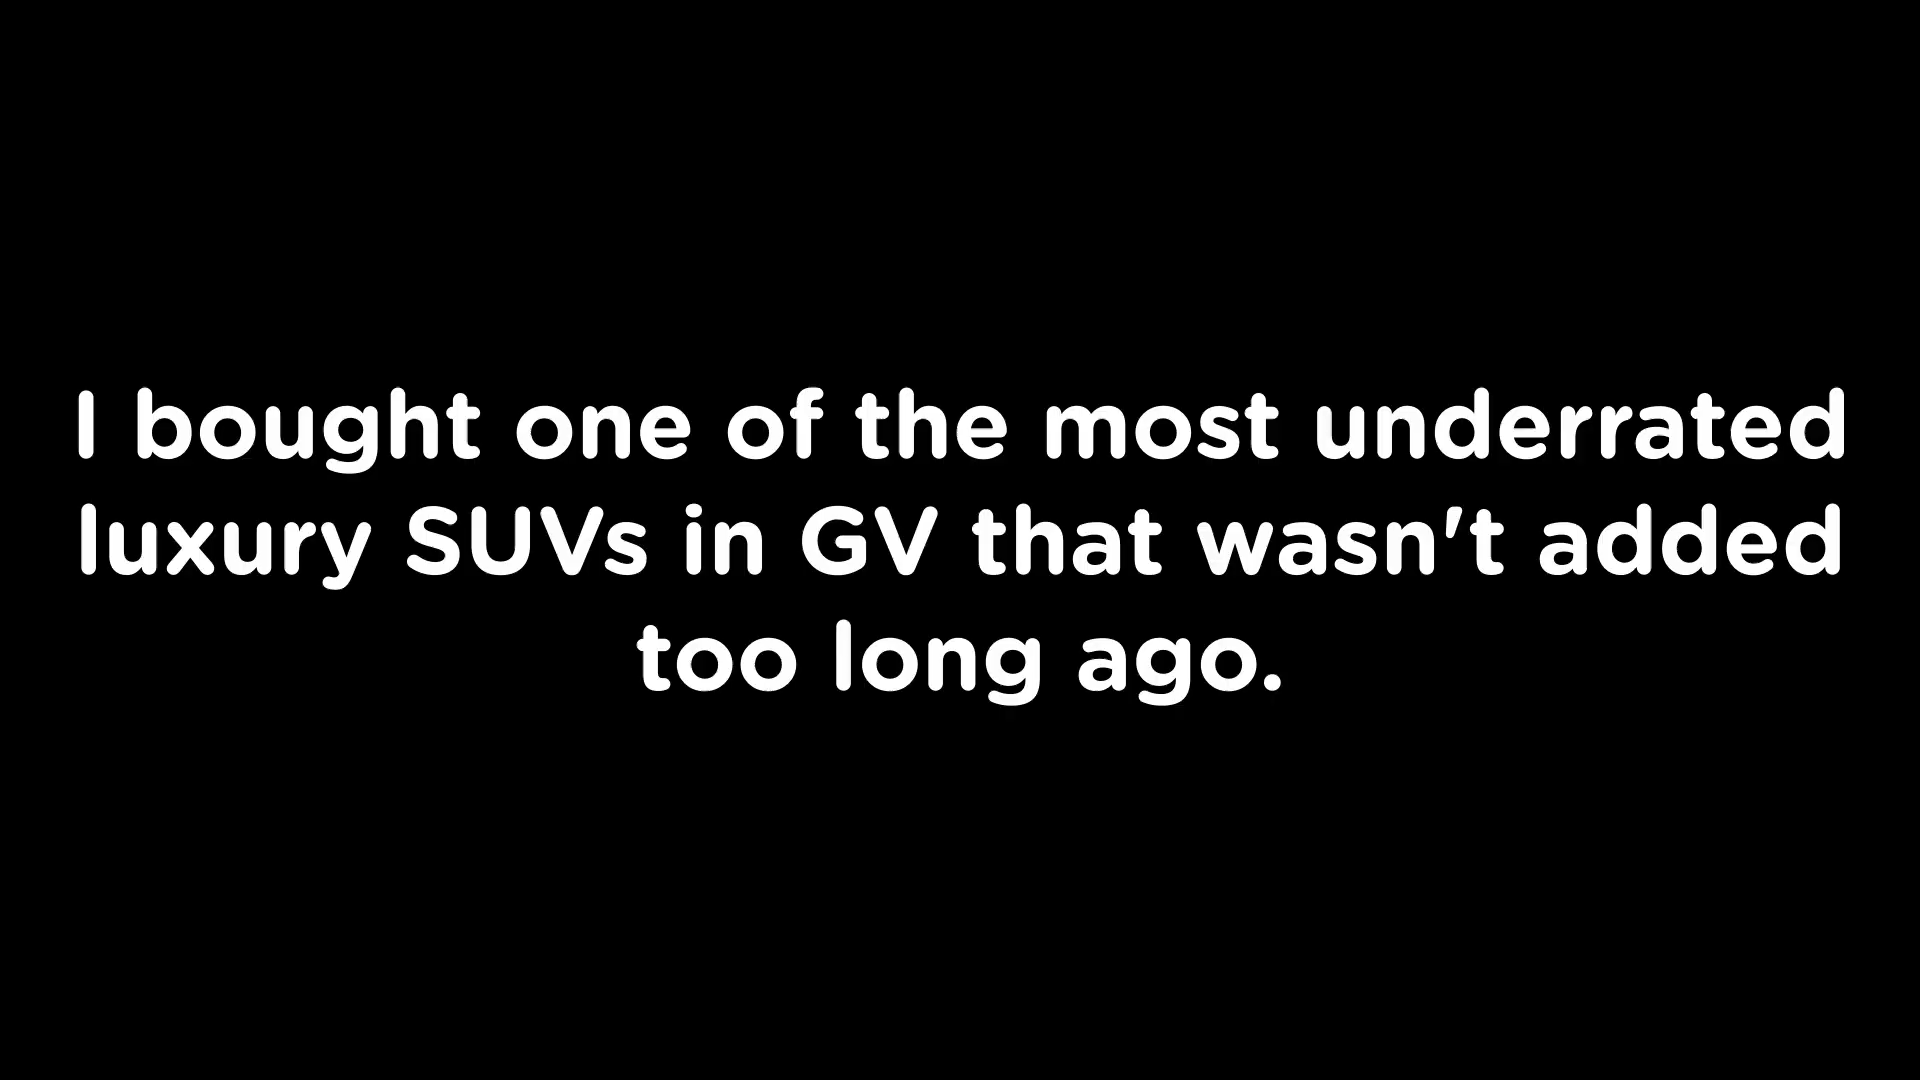 I bought one of the most underrated
luxury SUVs in GV that wasn't added
too long ago.